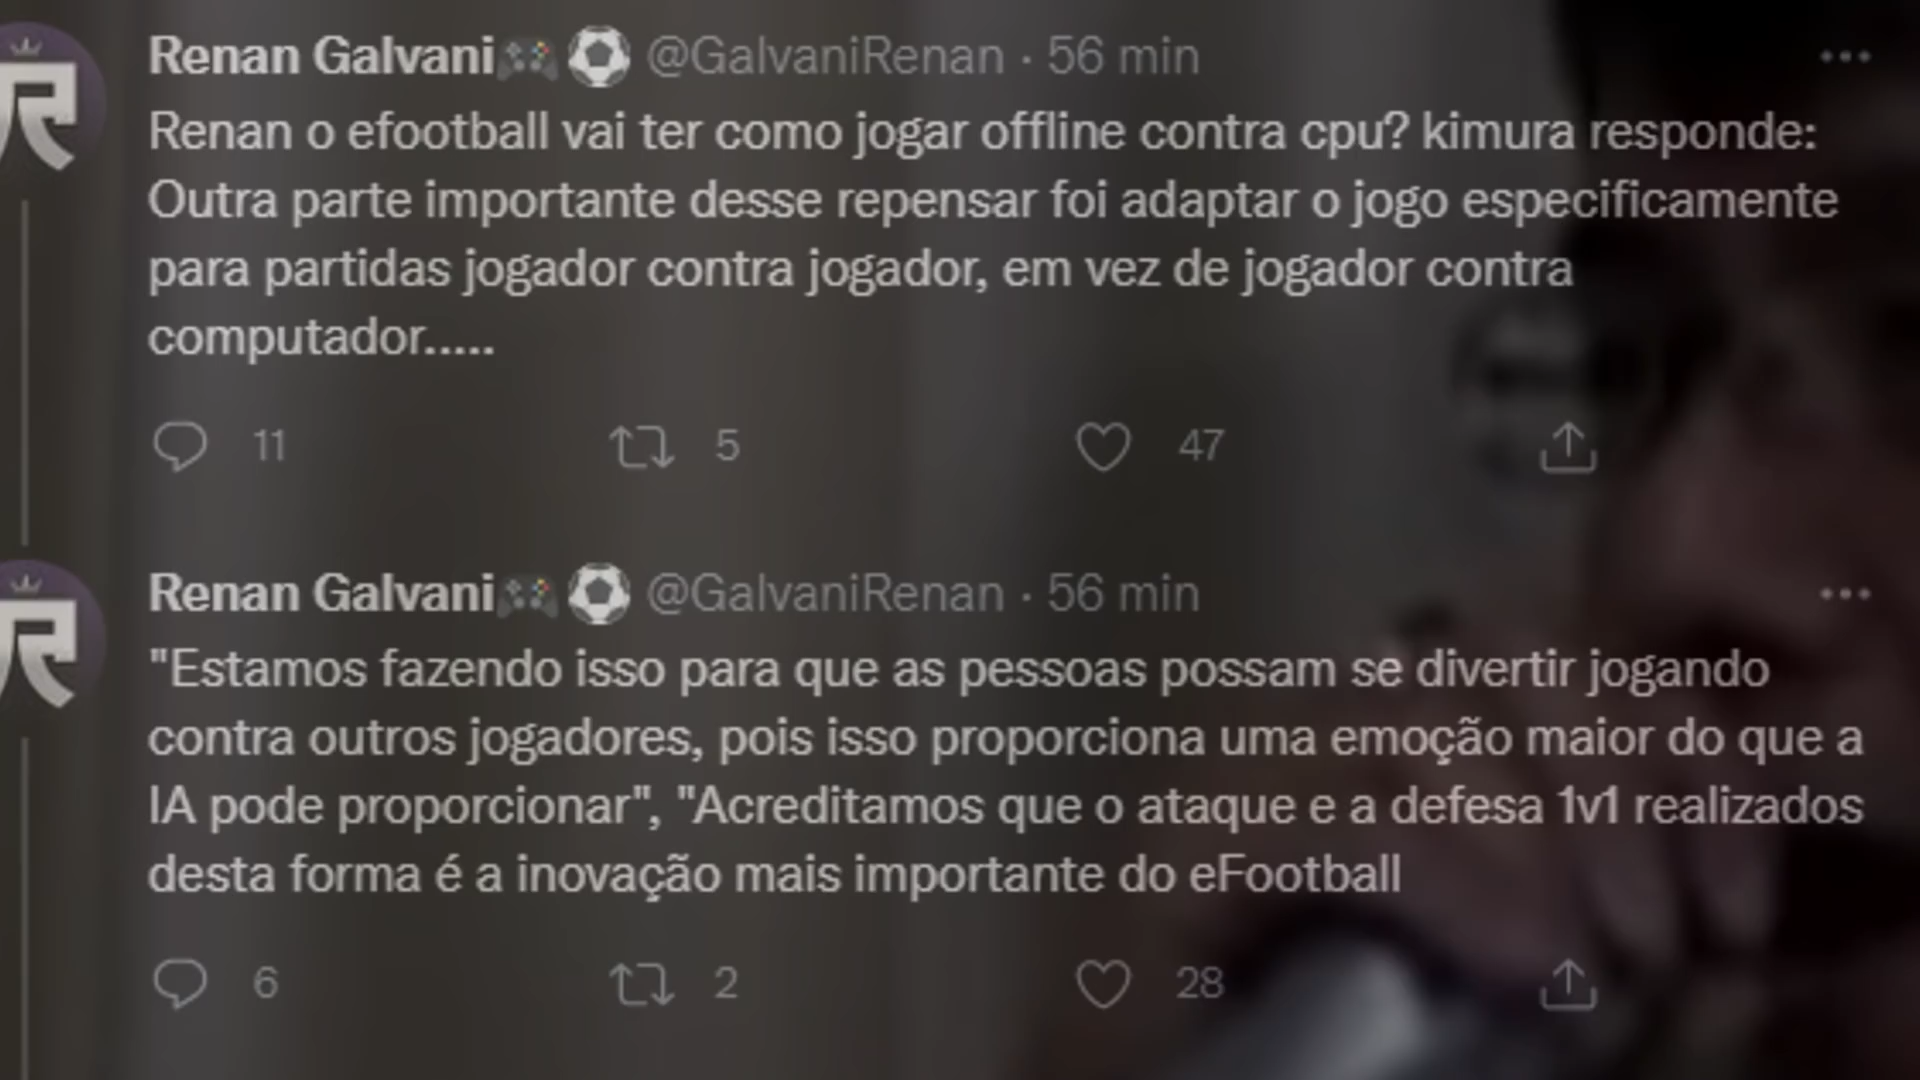 Renan Galvani🎮⚽ @GalvaniRenan · 56 min
Renan o efootball vai ter como jogar offline contra cpu? kimura responde:
Outra parte importante desse repensar foi adaptar o jogo especificamente
para partidas jogador contra jogador, em vez de jogador contra
computador.....
11 5 47
Renan Galvani🎮⚽ @GalvaniRenan · 56 min
"Estamos fazendo isso para que as pessoas possam se divertir jogando
contra outros jogadores, pois isso proporciona uma emoção maior do que a
IA pode proporcionar", "Acreditamos que o ataque e a defesa 1v1 realizados
desta forma é a inovação mais importante do eFootball
6 2 28